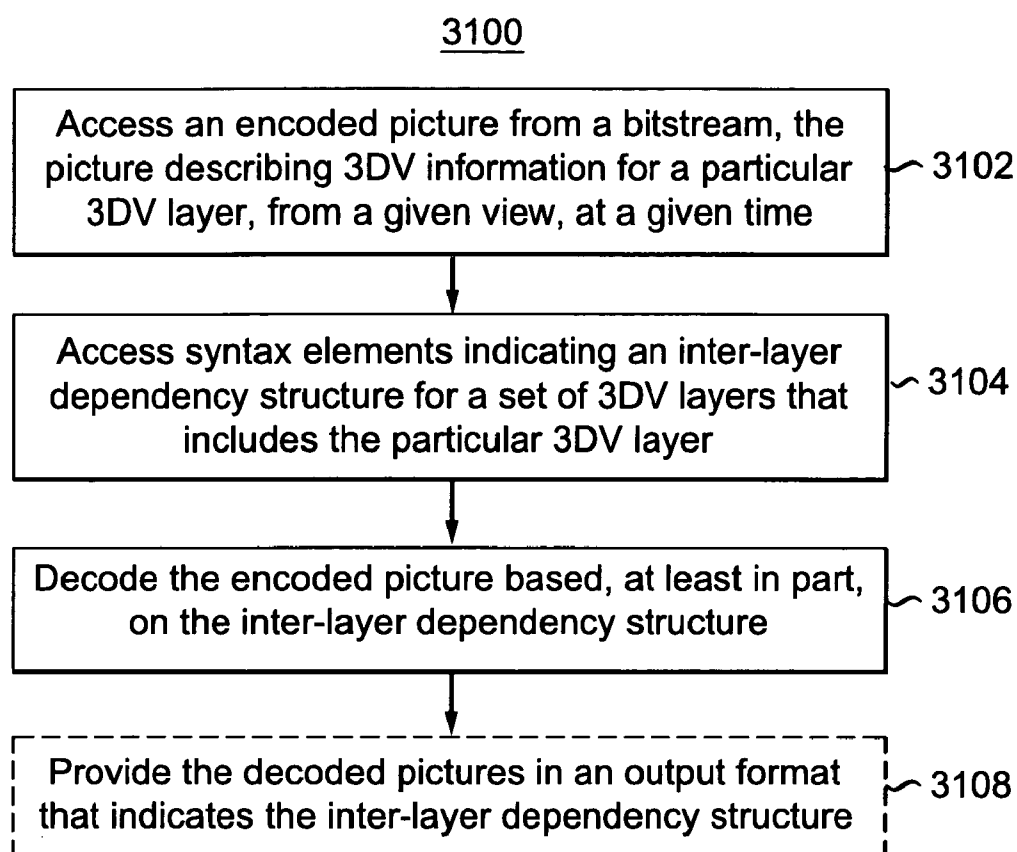 3100
Access an encoded picture from a bitstream, the
picture describing 3DV information for a particular
3DV layer, from a given view, at a given time
3102
Access syntax elements indicating an inter-layer
dependency structure for a set of 3DV layers that
includes the particular 3DV layer
3104
Decode the encoded picture based, at least in part,
on the inter-layer dependency structure
3106
Provide the decoded pictures in an output format
that indicates the inter-layer dependency structure
3108